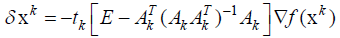 δx^k = -t_k [E - A_k^T (A_k A_k^T)^{-1} A_k] ∇f(x^k)